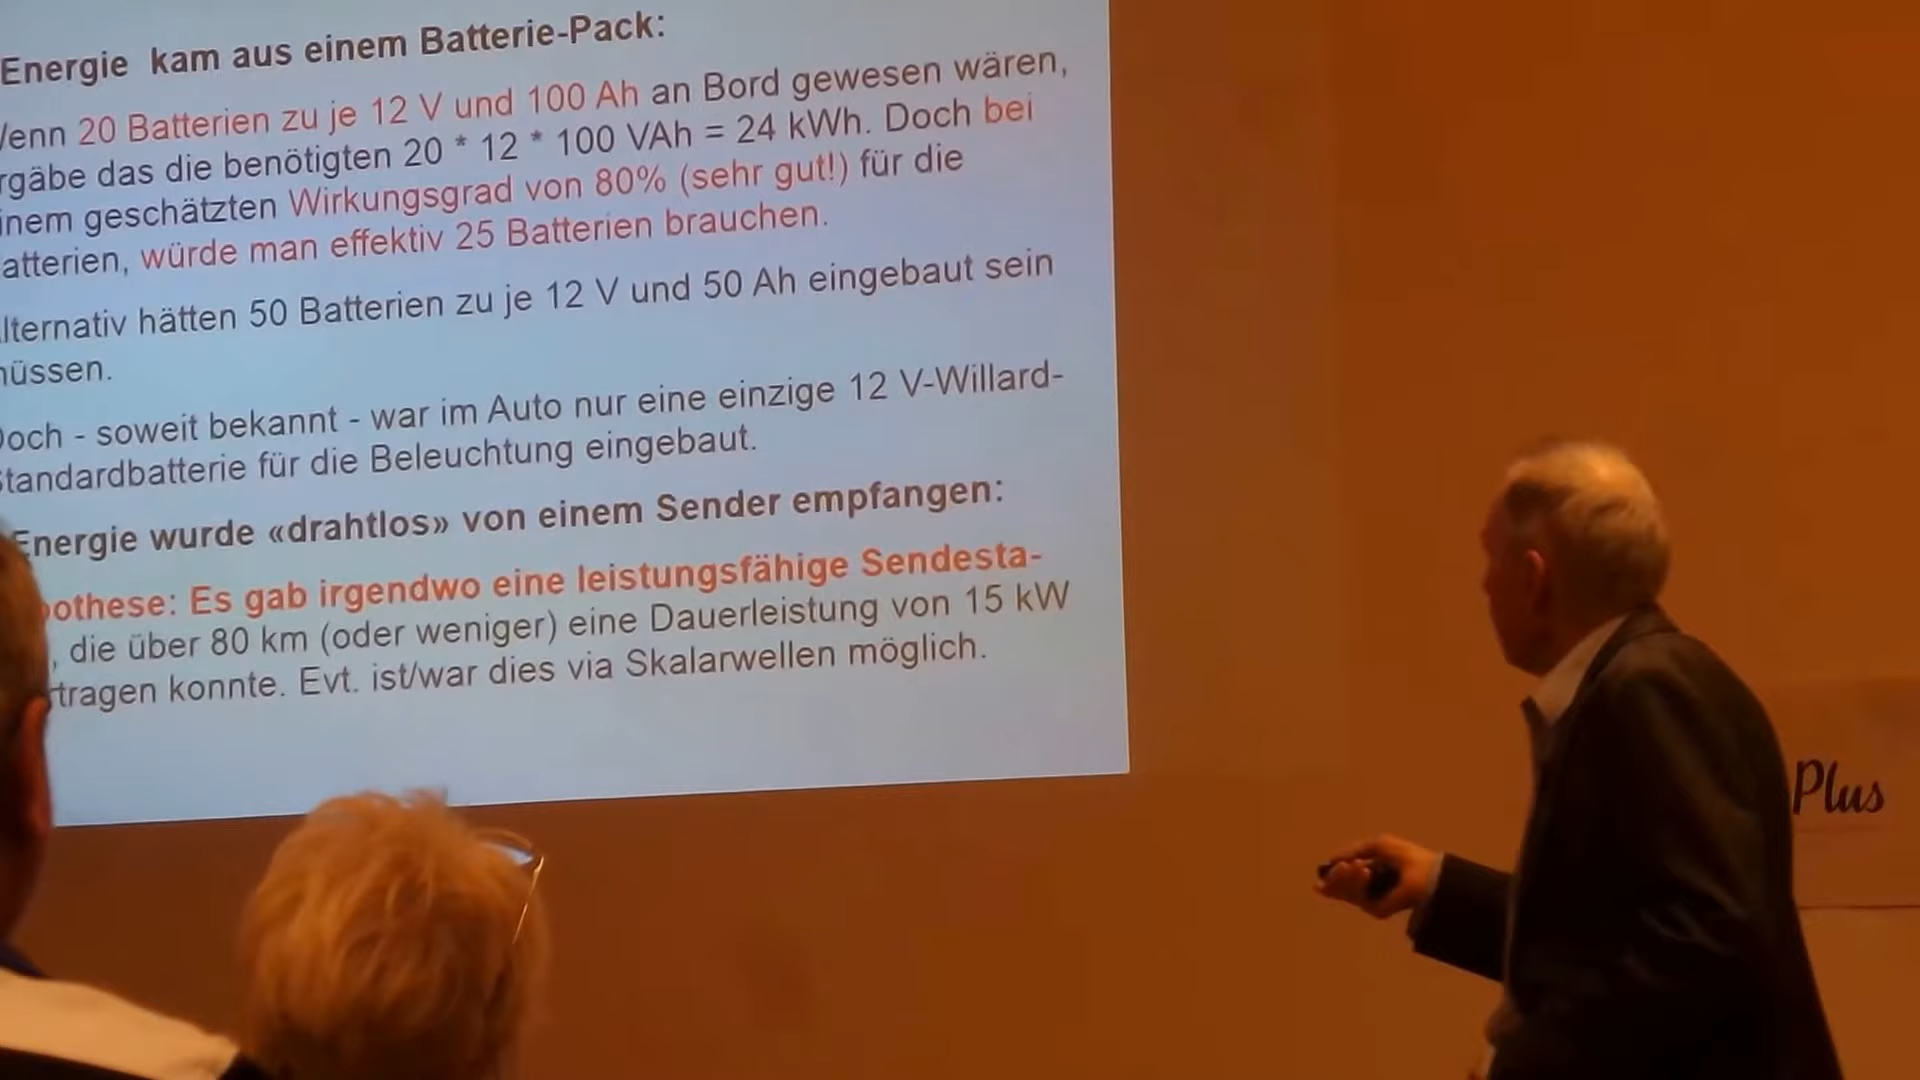 Energie kam aus einem Batterie-Pack:
enn 20 Batterien zu je 12 V und 100 Ah an Bord gewesen wären,
rgäbe das die benötigten 20 * 12 * 100 VAh = 24 kWh. Doch bei
inem geschätzten Wirkungsgrad von 80% (sehr gut!) für die
atterien, würde man effektiv 25 Batterien brauchen.
lternativ hätten 50 Batterien zu je 12 V und 50 Ah eingebaut sein
üssen.
och - soweit bekannt - war im Auto nur eine einzige 12 V-Willard-
tandardbatterie für die Beleuchtung eingebaut.
Energie wurde «drahtlos» von einem Sender empfangen:
othese: Es gab irgendwo eine leistungsfähige Sendesta-
, die über 80 km (oder weniger) eine Dauerleistung von 15 kW
tragen konnte. Evt. ist/war dies via Skalarwellen möglich.
Plus